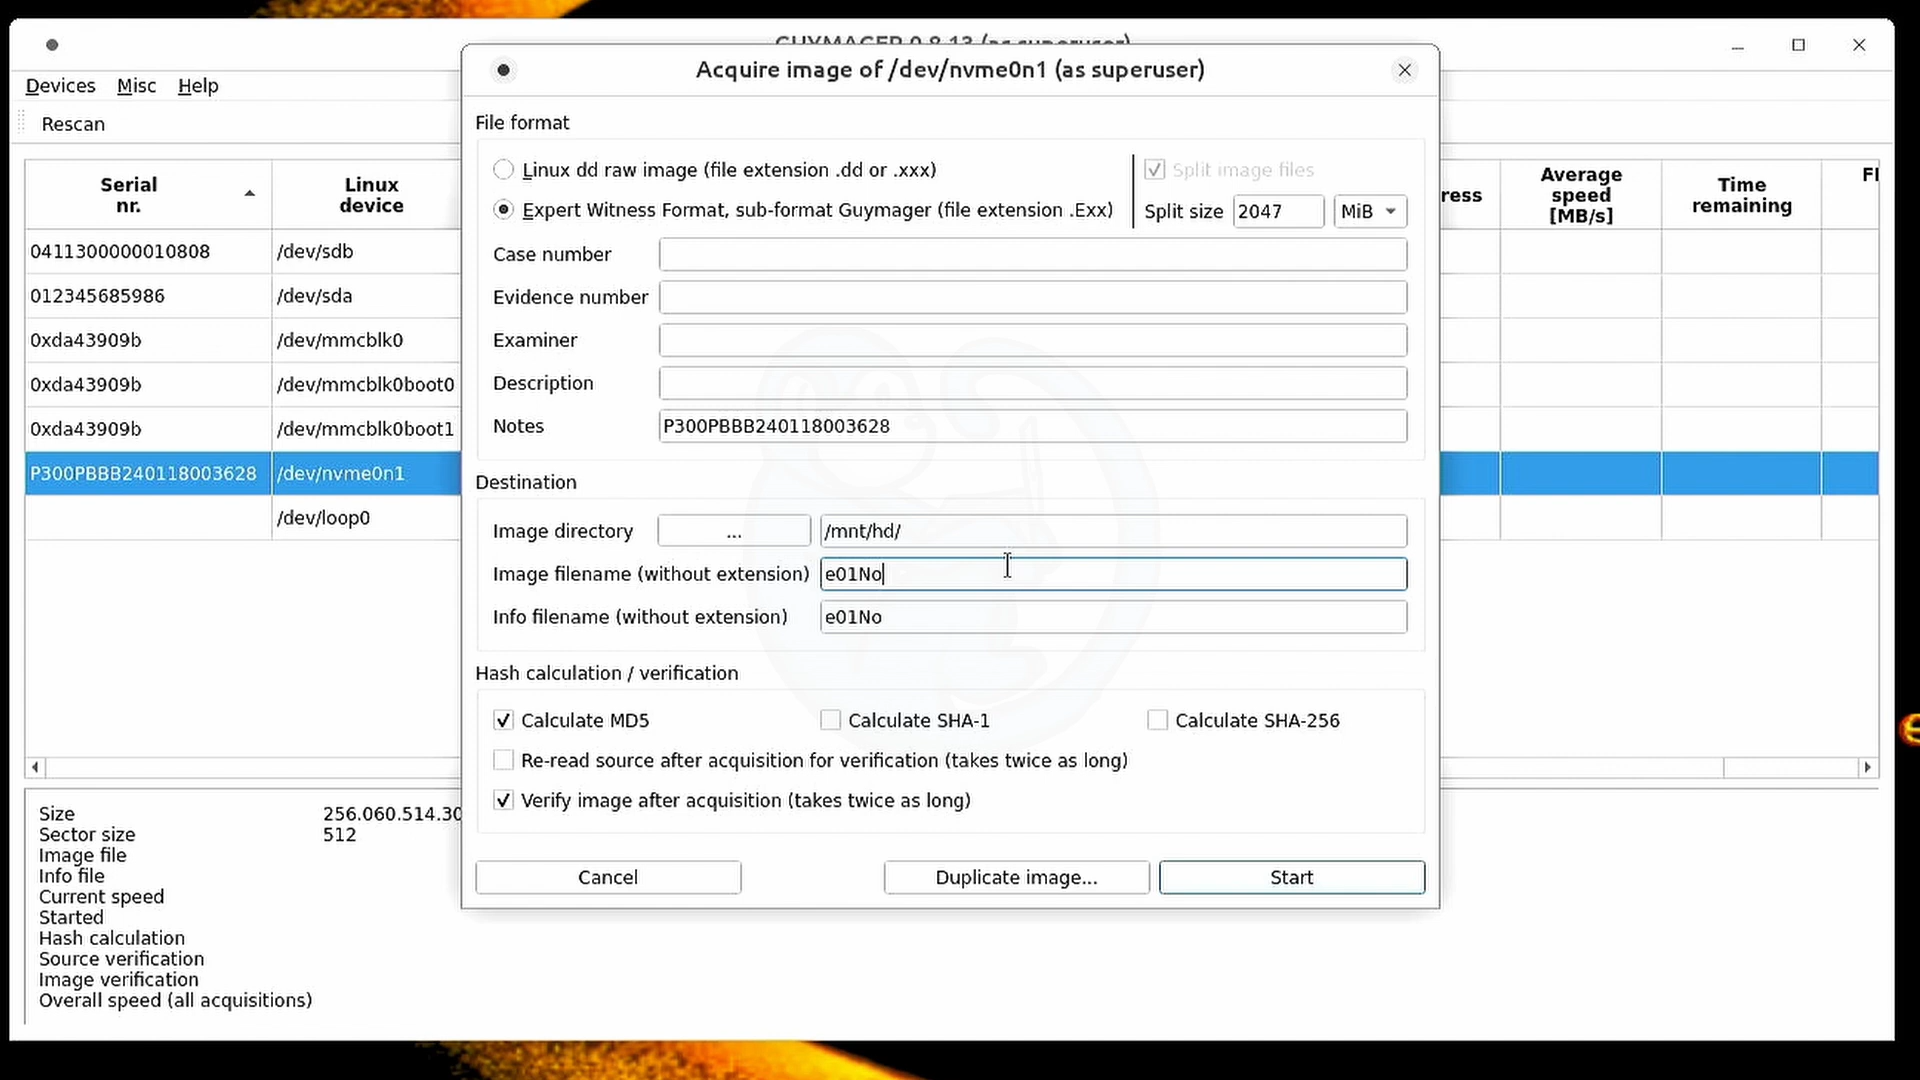 GUYMAGER 0.8.13 (as superuser)
Acquire image of /dev/nvme0n1 (as superuser)
Devices Misc Help
Rescan
Serial nr.
Linux device
ress
Average speed [MB/s]
Time remaining
0411300000010808 /dev/sdb
012345685986 /dev/sda
0xda43909b /dev/mmcblk0
0xda43909b /dev/mmcblk0boot0
0xda43909b /dev/mmcblk0boot1
P300PBBB240118003628 /dev/nvme0n1
/dev/loop0
File format
Linux dd raw image (file extension .dd or .xxx)
Split image files
Expert Witness Format, sub-format Guymager (file extension .Exx)
Split size 2047 MiB
Case number
Evidence number
Examiner
Description
Notes P300PBBB240118003628
Destination
Image directory ... /mnt/hd/
Image filename (without extension) e01No
Info filename (without extension) e01No
Hash calculation / verification
Calculate MD5 Calculate SHA-1 Calculate SHA-256
Re-read source after acquisition for verification (takes twice as long)
Verify image after acquisition (takes twice as long)
Cancel Duplicate image... Start
Size 256.060.514.30
Sector size 512
Image file
Info file
Current speed
Started
Hash calculation
Source verification
Image verification
Overall speed (all acquisitions)